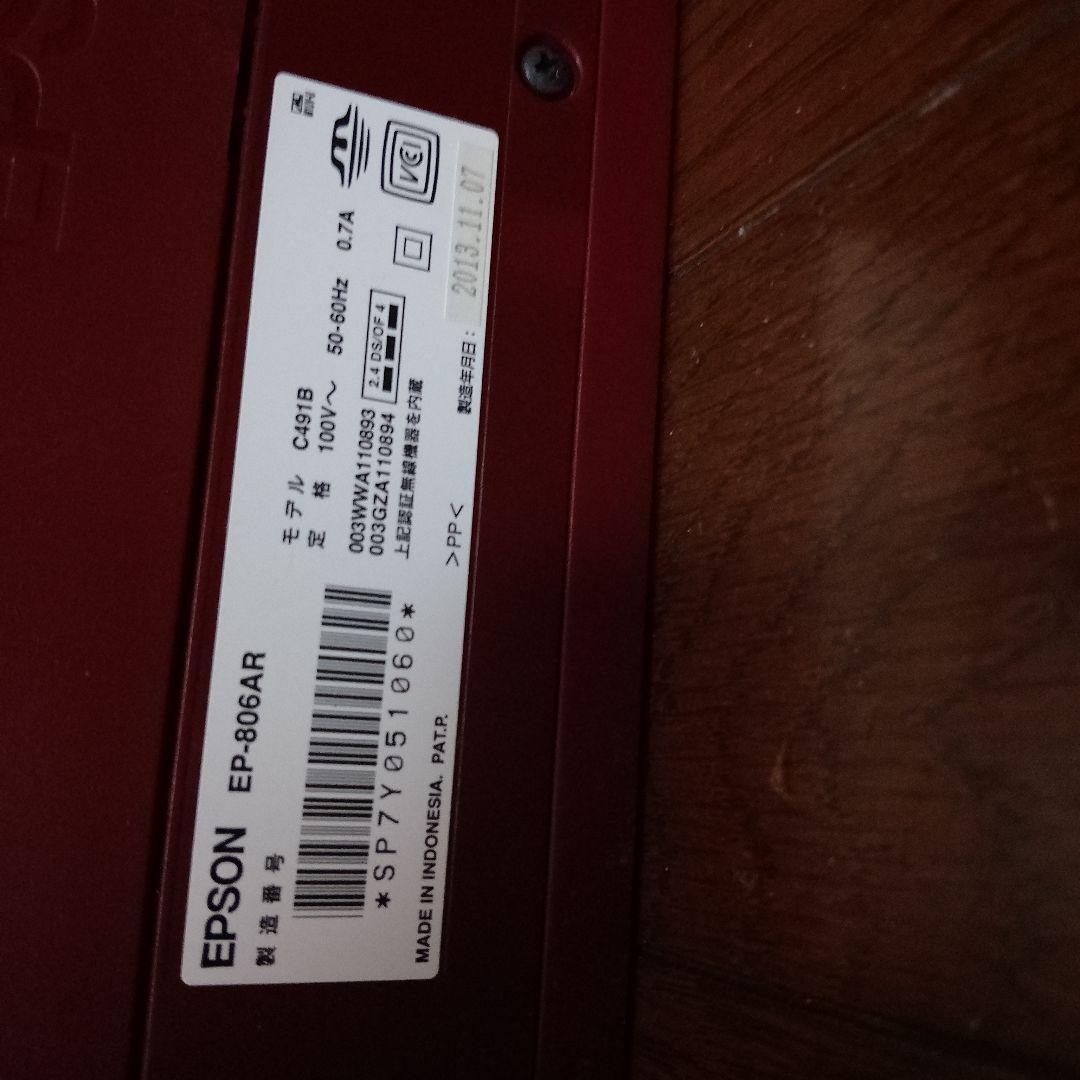 EPSON EP-806AR
製造番号
*SP7Y051060*
MADE IN INDONESIA. PAT.P.
モデル C491B
定格 100V~ 50-60Hz 0.7A
003WWA110893
003GZA110894
2.4 DS/OF 4
上記認証無線機器を内蔵
>PP<
製造年月日: 2013.11.07
VCI